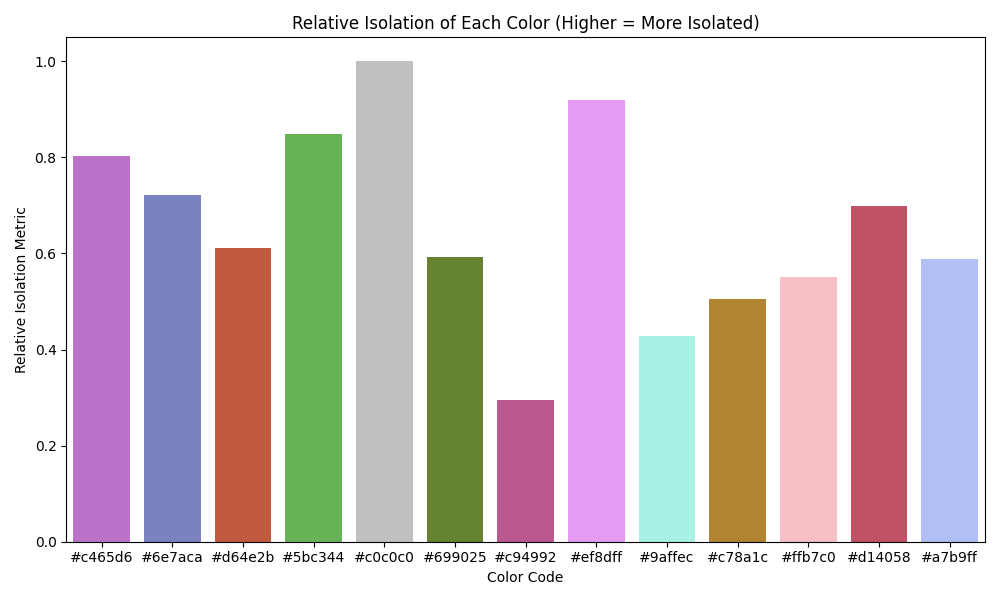 Relative Isolation of Each Color (Higher = More Isolated)
Relative Isolation Metric
1.0
0.8
0.6
0.4
0.2
0.0
#c465d6 #6e7aca #d64e2b #5bc344 #c0c0c0 #699025 #c94992 #ef8dff #9affec #c78a1c #ffb7c0 #d14058 #a7b9ff
Color Code